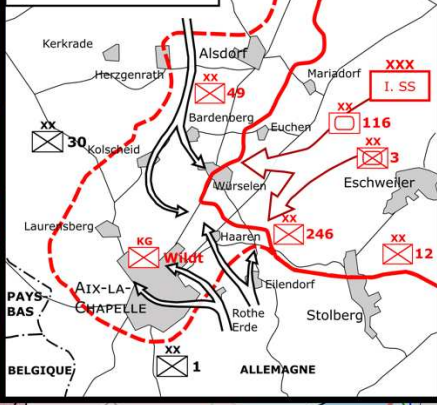 Kerkrade
Alsdorf
Herzgenrath
Mariadorf
XXX
I. SS
XX
49
XX
116
Bardenberg
Euchen
XX
30
Kolscheid
XX
3
Würselen
Eschweiler
Laurensberg
Haaren
XX
246
XX
12
KG
Wildt
AIX-LA-
CHAPELLE
Eilendorf
PAYS-
BAS
Rothe
Erde
Stolberg
XX
1
BELGIQUE
ALLEMAGNE